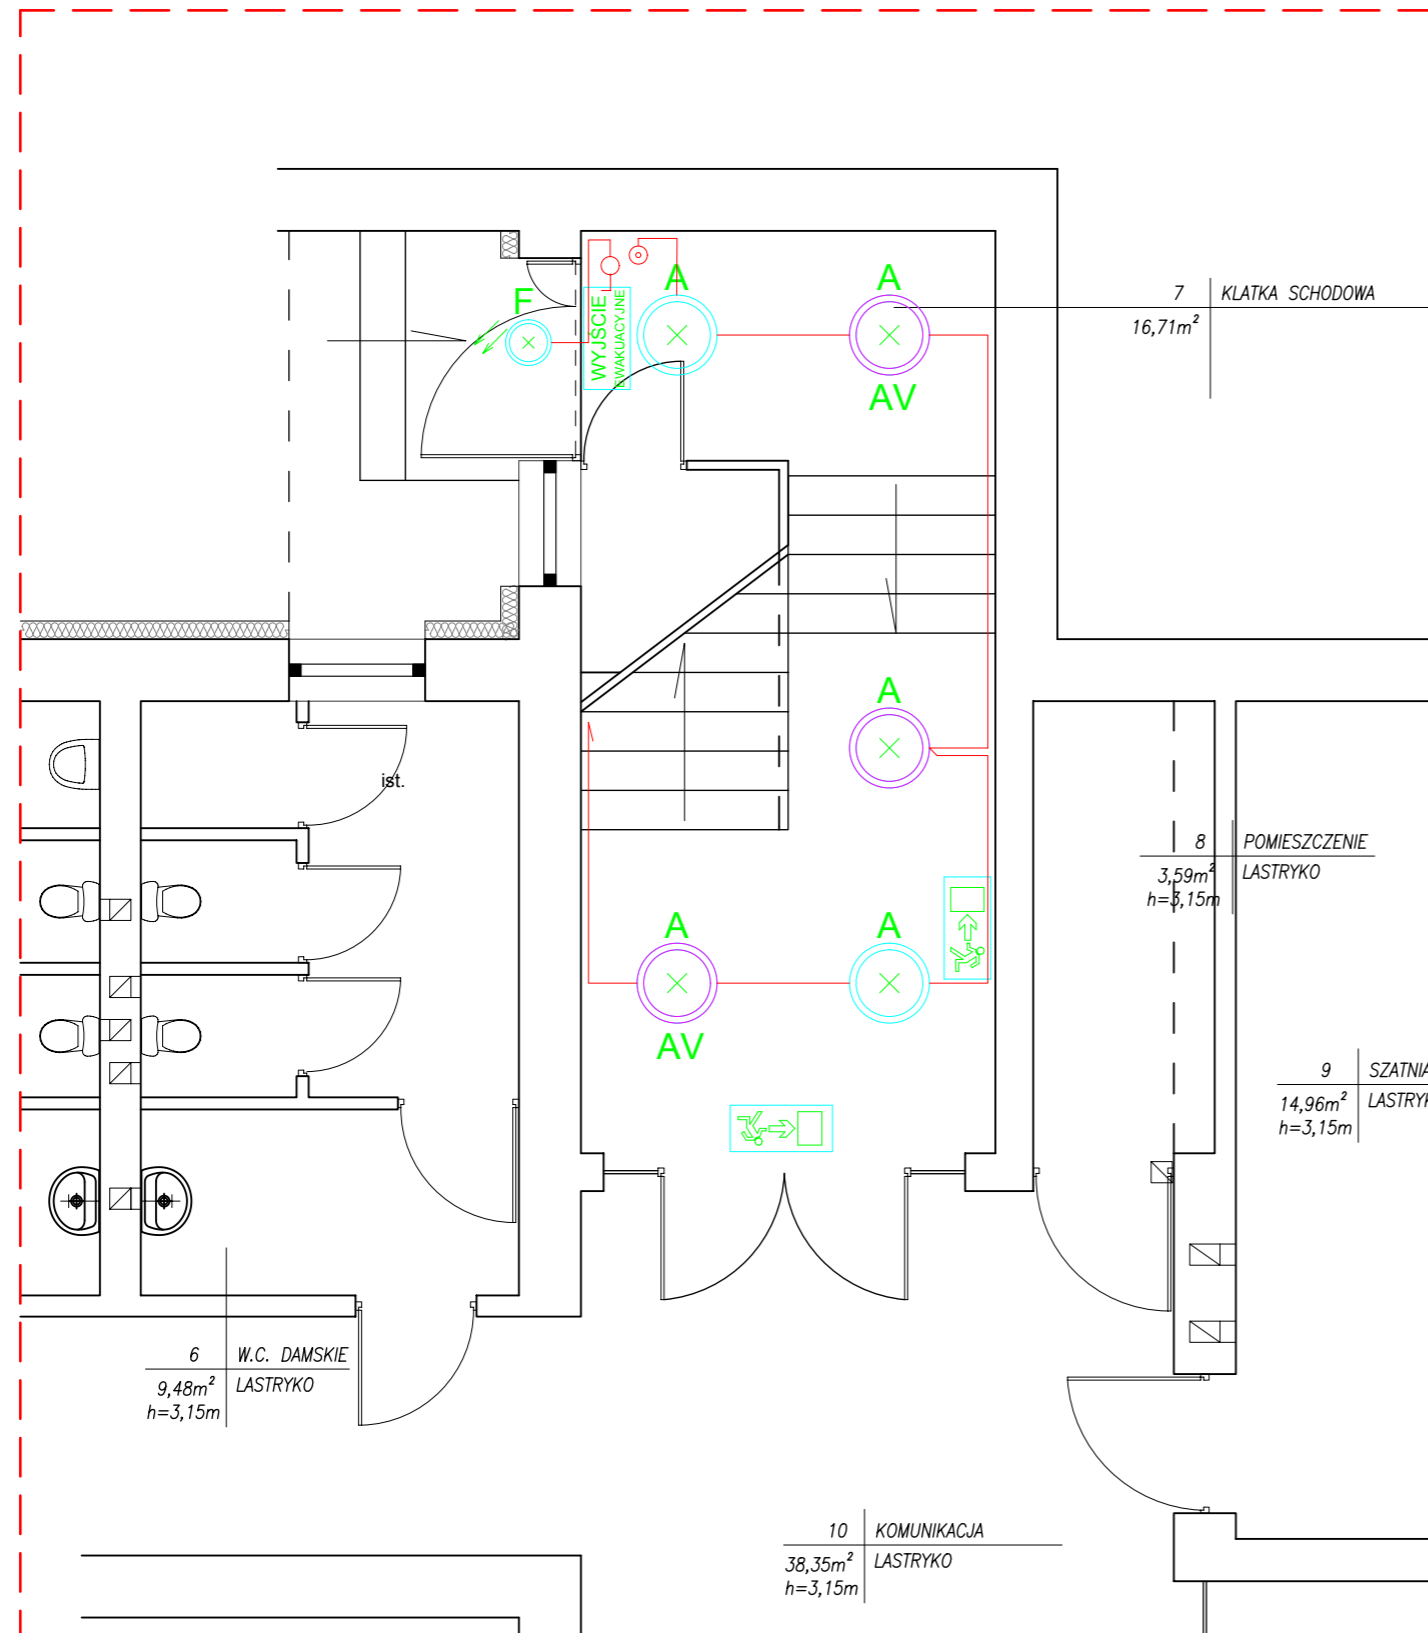 7 KLATKA SCHODOWA
16,71m²
A
A
F
WYJŚCIE
EWAKUACYJNE
AV
A
ist.
8 POMIESZCZENIE
3,59m² LASTRYKO
h=3,15m
A
A
AV
9 SZATNIA
14,96m² LASTRYK
h=3,15m
6 W.C. DAMSKIE
9,48m² LASTRYKO
h=3,15m
10 KOMUNIKACJA
38,35m² LASTRYKO
h=3,15m